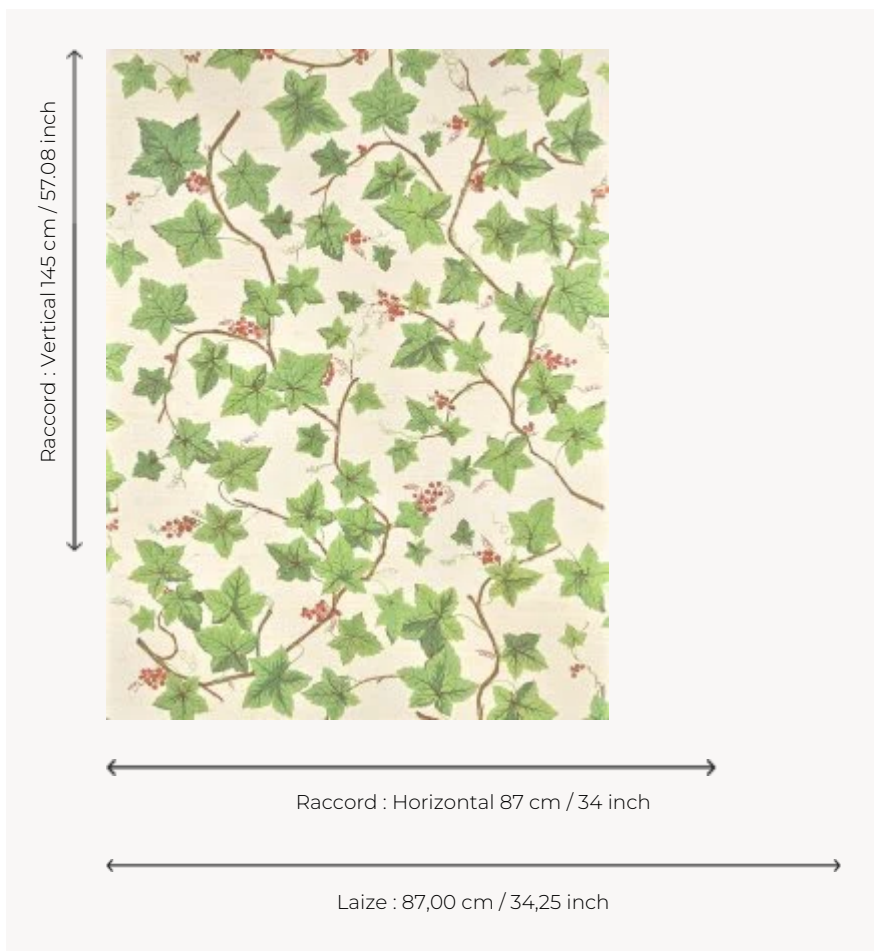 Raccord : Vertical 145 cm / 57.08 inch
Raccord : Horizontal 87 cm / 34 inch
Laize : 87,00 cm / 34,25 inch